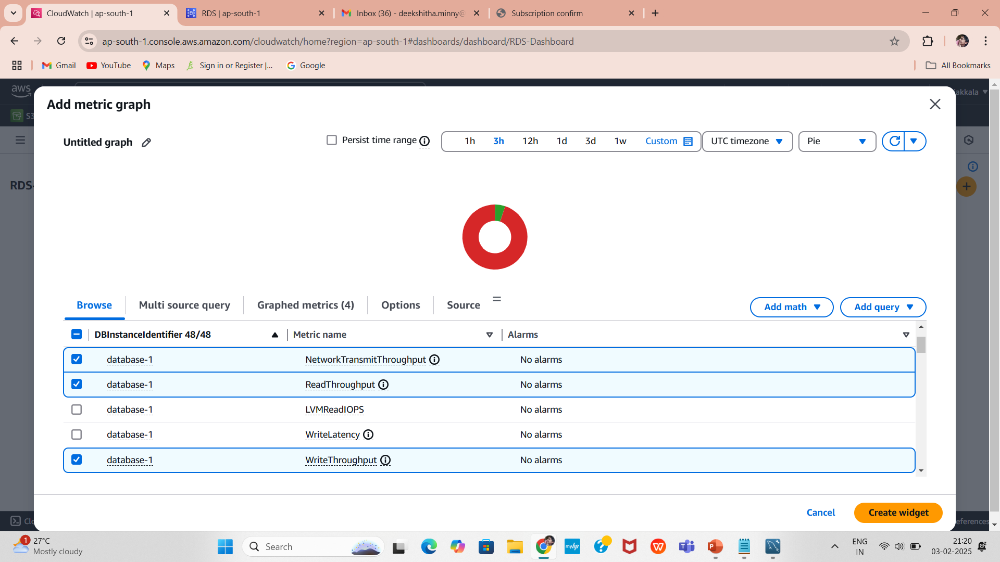 CloudWatch | ap-south-1
RDS | ap-south-1
Inbox (36) - deekshitha.minny@
Subscription confirm
ap-south-1.console.aws.amazon.com/cloudwatch/home?region=ap-south-1#dashboards/dashboard/RDS-Dashboard
Gmail
YouTube
Maps
Sign in or Register |...
Google
All Bookmarks
aws
akkala
S3
Add metric graph
Untitled graph
Persist time range
1h 3h 12h 1d 3d 1w Custom
UTC timezone
Pie
RDS-
Browse
Multi source query
Graphed metrics (4)
Options
Source
Add math
Add query
DBInstanceIdentifier 48/48 Metric name Alarms
database-1 NetworkTransmitThroughput No alarms
database-1 ReadThroughput No alarms
database-1 LVMReadIOPS No alarms
database-1 WriteLatency No alarms
database-1 WriteThroughput No alarms
Cancel
Create widget
Clo
eferences
1
27°C
Mostly cloudy
Search
myhp
ENG
IN
21:20
03-02-2025